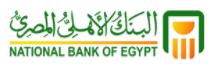 البنك الأهلي المصري
NATIONAL BANK OF EGYPT